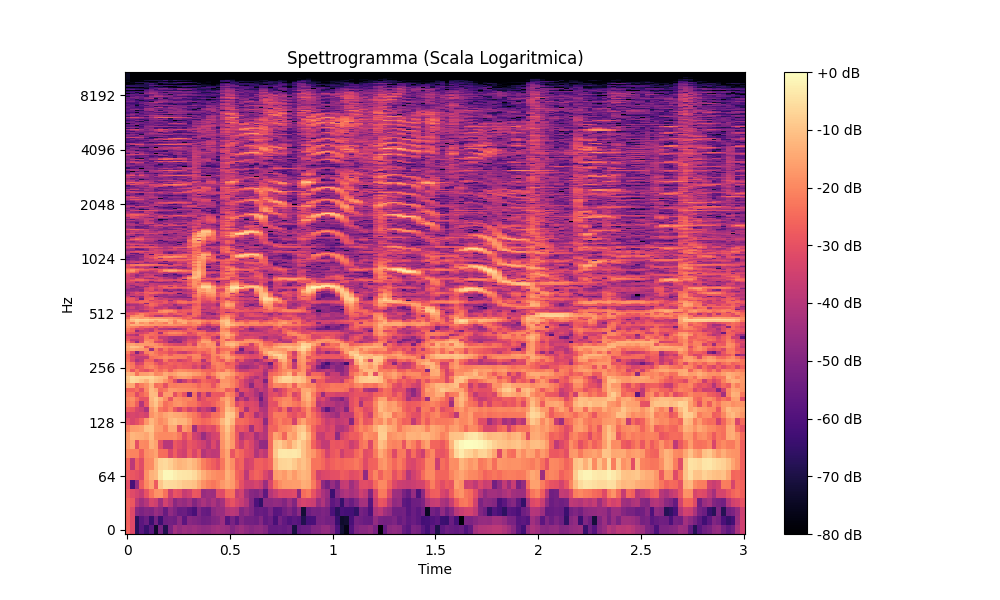 Spettrogramma (Scala Logaritmica)
Hz
8192
4096
2048
1024
512
256
128
64
0
0 0.5 1 1.5 2 2.5 3
Time
+0 dB
-10 dB
-20 dB
-30 dB
-40 dB
-50 dB
-60 dB
-70 dB
-80 dB